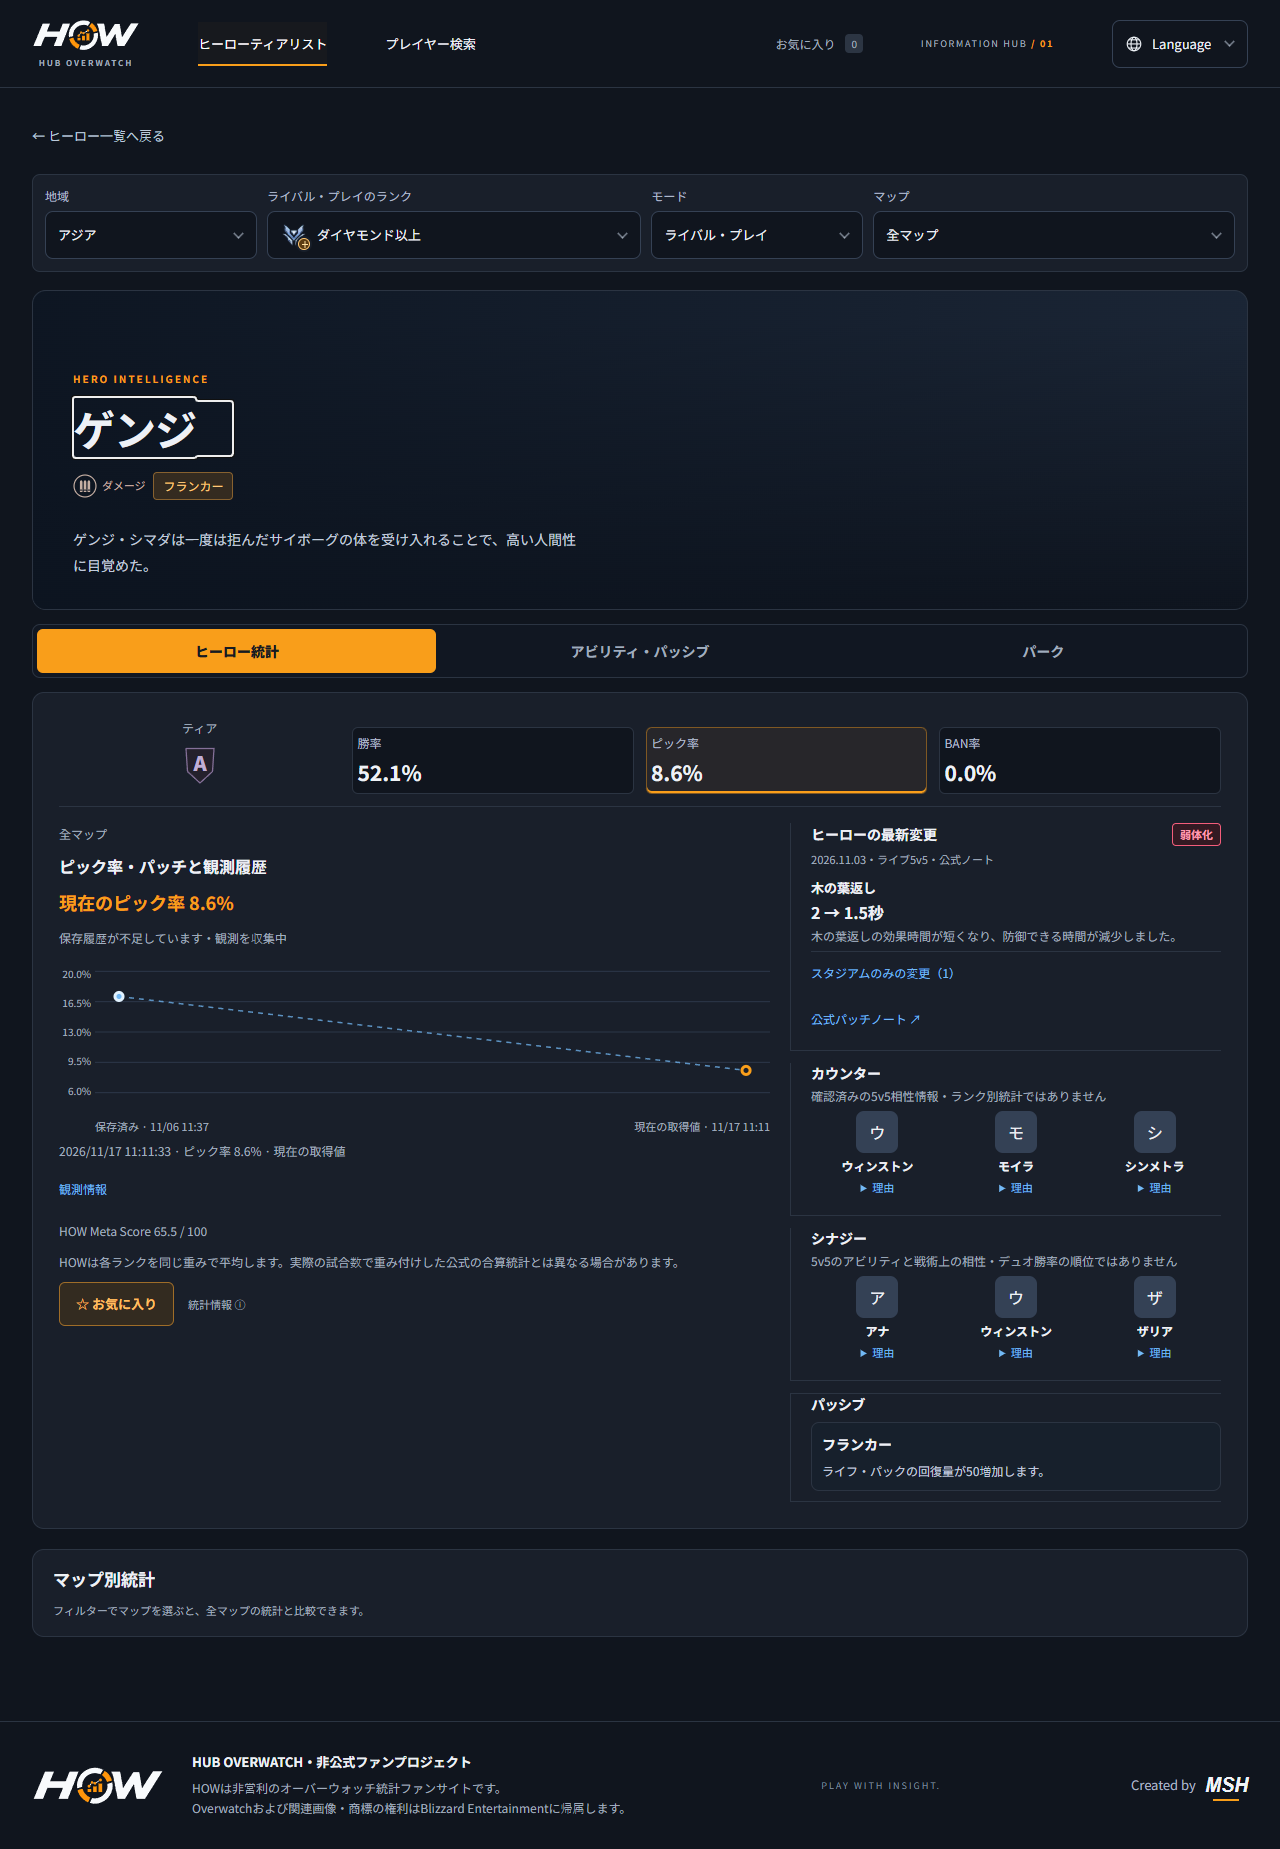 HOW
HUB OVERWATCH
ヒーローティアリスト
プレイヤー検索
お気に入り 0
INFORMATION HUB / 01
Language
← ヒーロー一覧へ戻る
地域
ライバル・プレイのランク
モード
マップ
アジア
ダイヤモンド以上
ライバル・プレイ
全マップ
HERO INTELLIGENCE
ゲンジ
ダメージ フランカー
ゲンジ・シマダは一度は拒んだサイボーグの体を受け入れることで、高い人間性
に目覚めた。
ヒーロー統計
アビリティ・パッシブ
パーク
ティア
A
勝率
52.1%
ピック率
8.6%
BAN率
0.0%
全マップ
ピック率・パッチと観測履歴
現在のピック率 8.6%
保存履歴が不足しています・観測を収集中
20.0%
16.5%
13.0%
9.5%
6.0%
保存済み · 11/06 11:37
現在の取得値 · 11/17 11:11
2026/11/17 11:11:33 · ピック率 8.6% · 現在の取得値
観測情報
HOW Meta Score 65.5 / 100
HOWは各ランクを同じ重みで平均します。実際の試合数で重み付けした公式の合算統計とは異なる場合があります。
☆ お気に入り
統計情報 ⓘ
ヒーローの最新変更
弱体化
2026.11.03・ライブ5v5・公式ノート
木の葉返し
2 → 1.5秒
木の葉返しの効果時間が短くなり、防御できる時間が減少しました。
スタジアムのみの変更（1）
公式パッチノート ↗
カウンター
確認済みの5v5相性情報・ランク別統計ではありません
ウ
モ
シ
ウィンストン
モイラ
シンメトラ
▶ 理由
▶ 理由
▶ 理由
シナジー
5v5のアビリティと戦術上の相性・デュオ勝率の順位ではありません
ア
ウ
ザ
アナ
ウィンストン
ザリア
▶ 理由
▶ 理由
▶ 理由
パッシブ
フランカー
ライフ・パックの回復量が50増加します。
マップ別統計
フィルターでマップを選ぶと、全マップの統計と比較できます。
HOW
HUB OVERWATCH・非公式ファンプロジェクト
HOWは非営利のオーバーウォッチ統計ファンサイトです。
Overwatchおよび関連画像・商標の権利はBlizzard Entertainmentに帰属します。
PLAY WITH INSIGHT.
Created by MSH